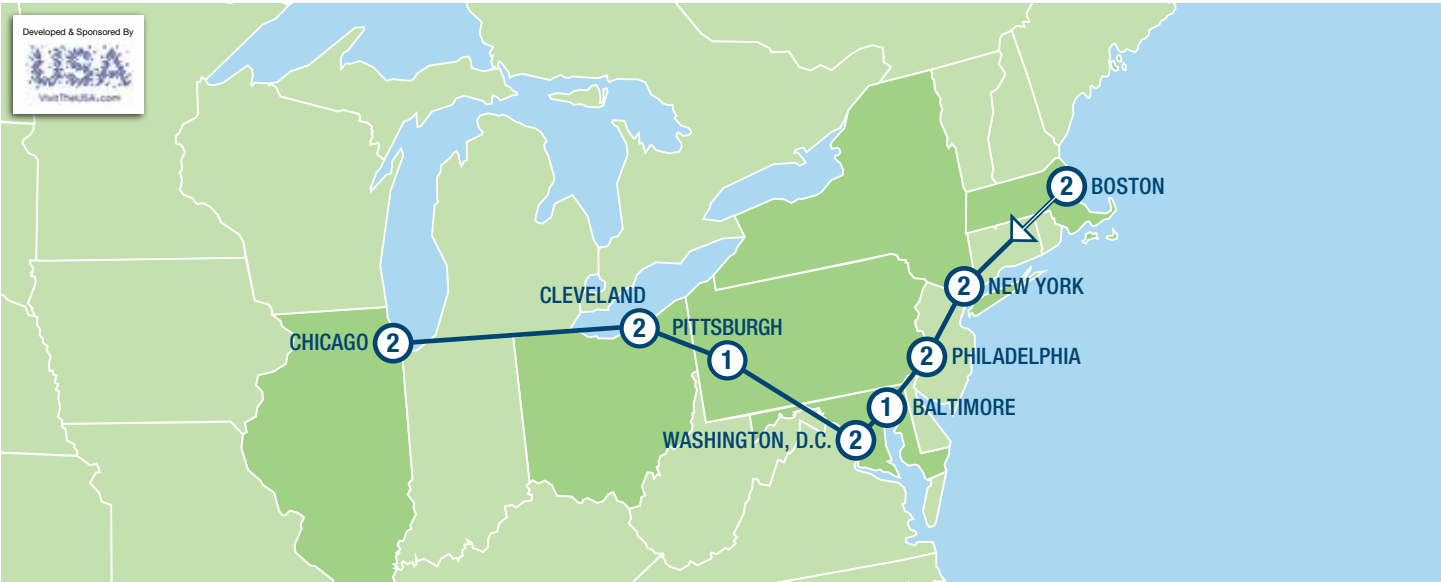 Developed & Sponsored By
USA
VisitTheUSA.com
2 BOSTON
2 NEW YORK
CLEVELAND
2 PITTSBURGH
CHICAGO 2
1
2 PHILADELPHIA
1 BALTIMORE
WASHINGTON, D.C. 2